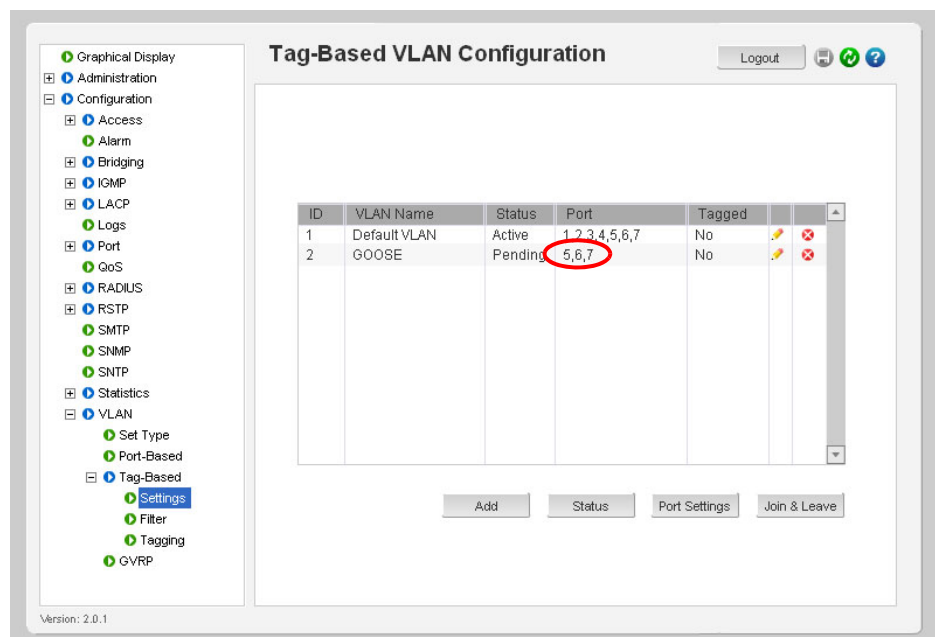 Tag-Based VLAN Configuration
Logout
Graphical Display
Administration
Configuration
Access
Alarm
Bridging
IGMP
LACP
Logs
Port
QoS
RADIUS
RSTP
SMTP
SNMP
SNTP
Statistics
VLAN
Set Type
Port-Based
Tag-Based
Settings
Filter
Tagging
GVRP
ID VLAN Name Status Port Tagged
1 Default VLAN Active 1,2,3,4,5,6,7 No
2 GOOSE Pending 5,6,7 No
Add Status Port Settings Join & Leave
Version: 2.0.1